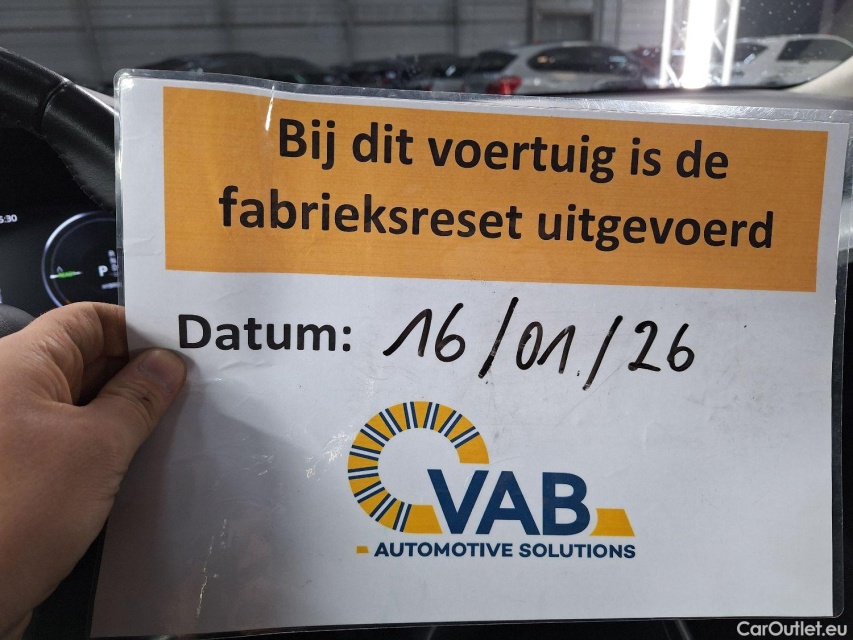 Bij dit voertuig is de
fabrieksreset uitgevoerd
Datum: 16/01/26
VAB
AUTOMOTIVE SOLUTIONS
P
CarOutlet.eu